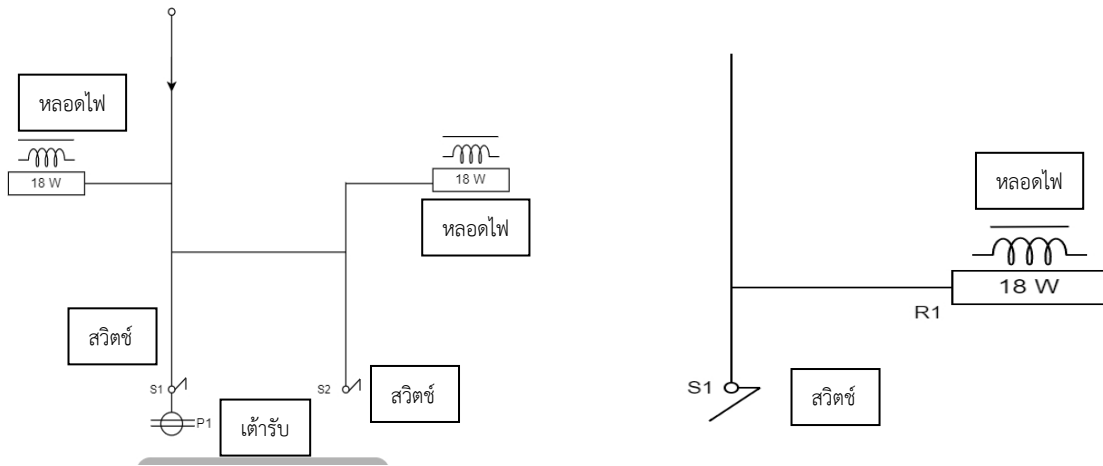 หลอดไฟ
18 W
18 W
หลอดไฟ
สวิตช์
S1
P1
เต้ารับ
S2
สวิตช์
หลอดไฟ
18 W
R1
S1
สวิตช์